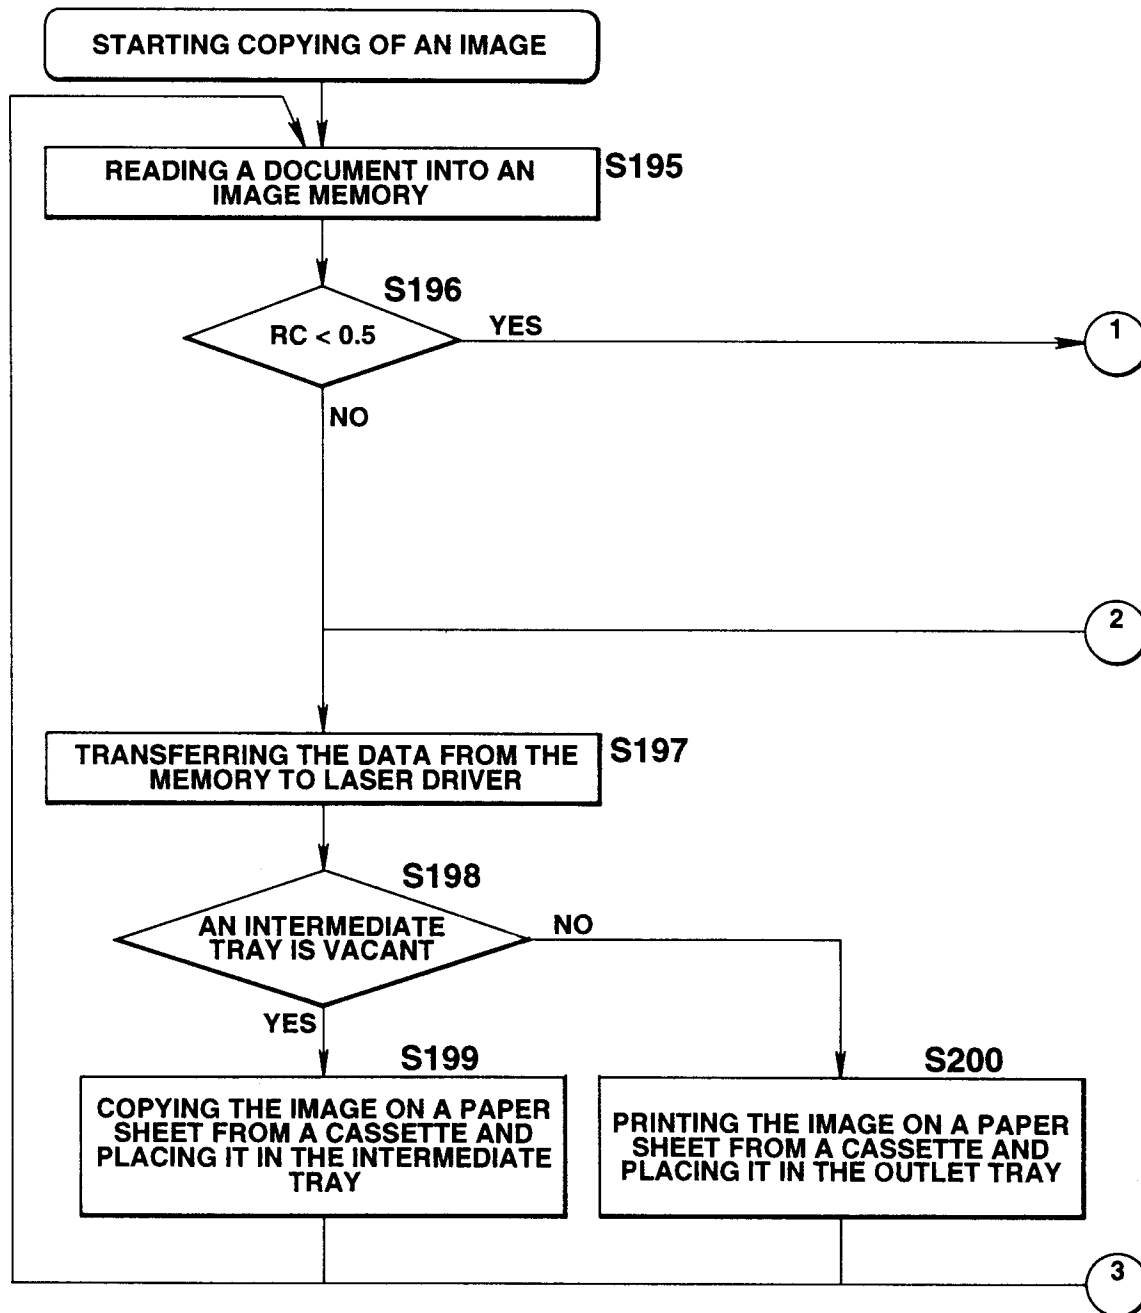 STARTING COPYING OF AN IMAGE
READING A DOCUMENT INTO AN
IMAGE MEMORY
S195
S196
RC < 0.5
YES
1
NO
2
TRANSFERRING THE DATA FROM THE
MEMORY TO LASER DRIVER
S197
S198
AN INTERMEDIATE
TRAY IS VACANT
NO
YES
S199
COPYING THE IMAGE ON A PAPER
SHEET FROM A CASSETTE AND
PLACING IT IN THE INTERMEDIATE
TRAY
S200
PRINTING THE IMAGE ON A PAPER
SHEET FROM A CASSETTE AND
PLACING IT IN THE OUTLET TRAY
3